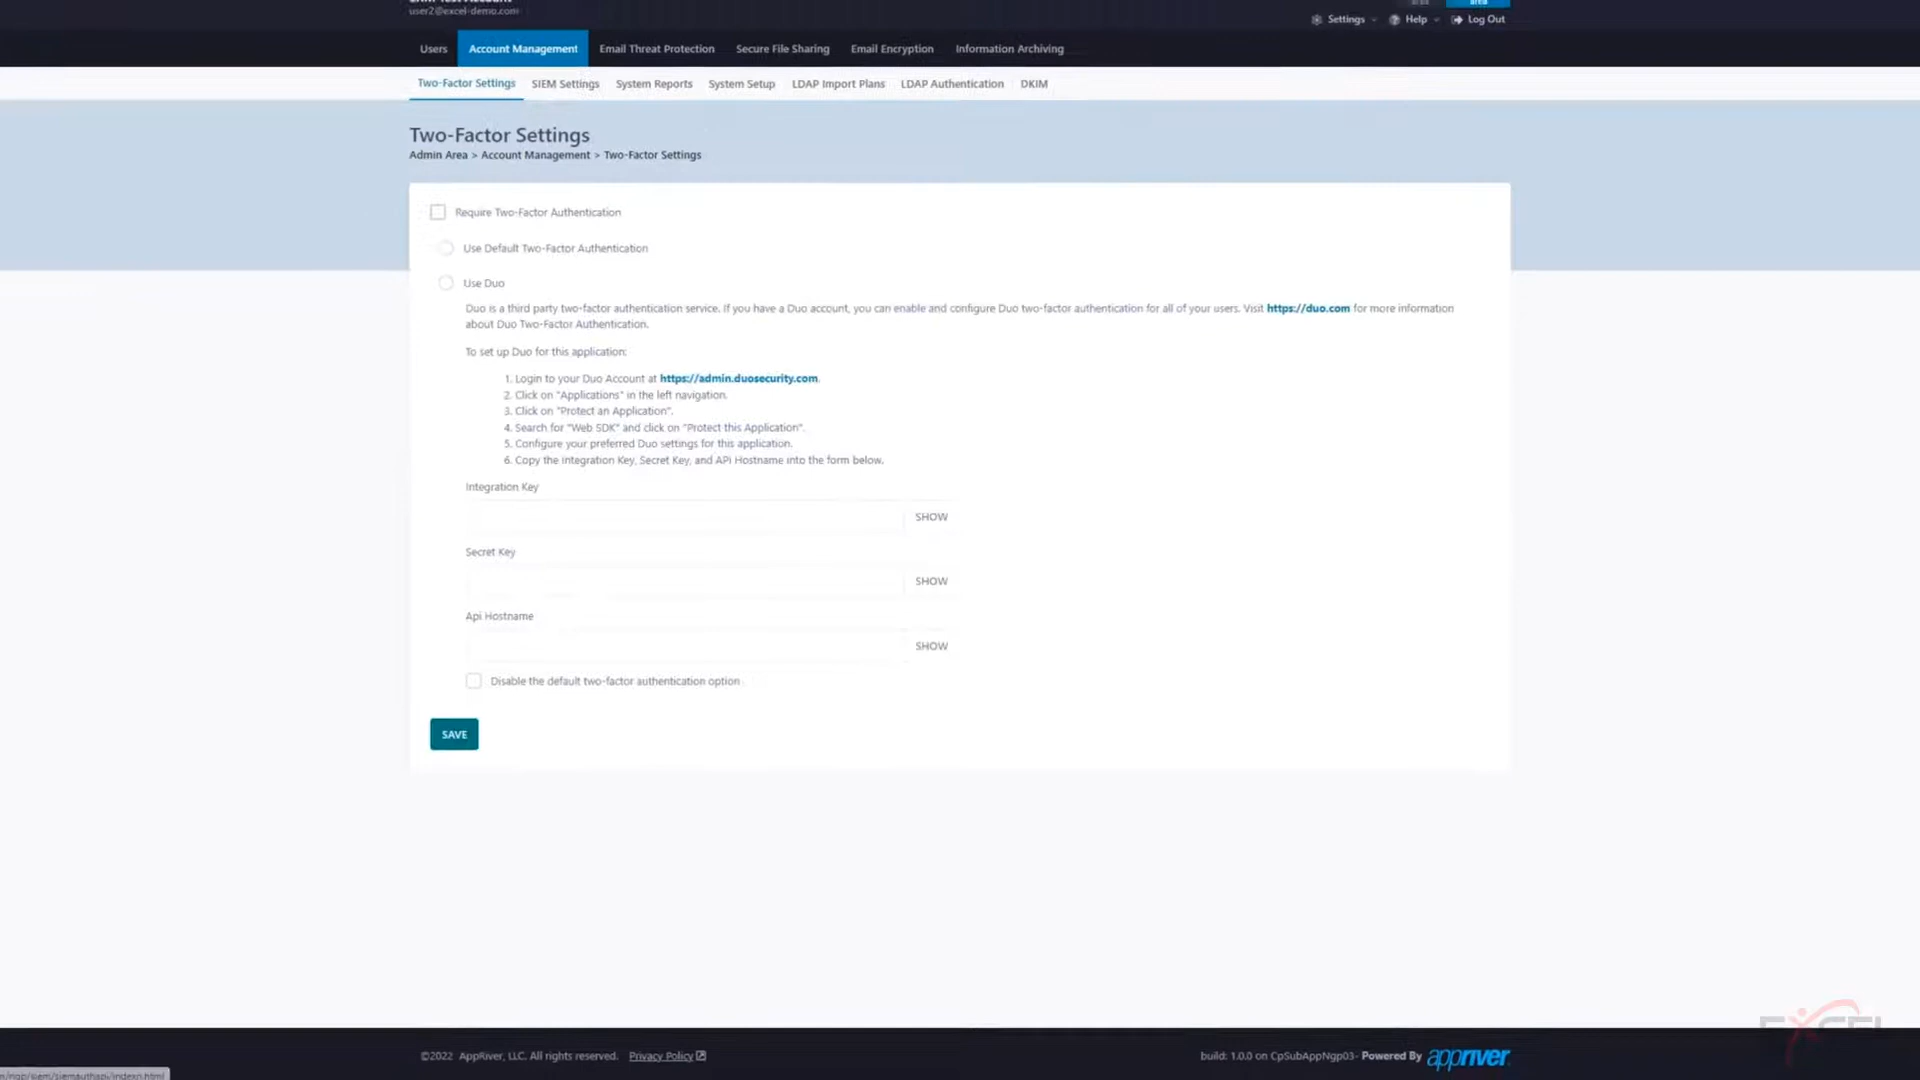 user2@excel-demo.com
area
Settings
Help
Log Out
Users
Account Management
Email Threat Protection
Secure File Sharing
Email Encryption
Information Archiving
Two-Factor Settings
SIEM Settings
System Reports
System Setup
LDAP Import Plans
LDAP Authentication
DKIM
Two-Factor Settings
Admin Area > Account Management > Two-Factor Settings
Require Two-Factor Authentication
Use Default Two-Factor Authentication
Use Duo
Duo is a third party two-factor authentication service. If you have a Duo account, you can enable and configure Duo two-factor authentication for all of your users. Visit https://duo.com for more information
about Duo Two-Factor Authentication.
To set up Duo for this application:
1. Login to your Duo Account at https://admin.duosecurity.com.
2. Click on "Applications" in the left navigation.
3. Click on "Protect an Application".
4. Search for "Web SDK" and click on "Protect this Application".
5. Configure your preferred Duo settings for this application.
6. Copy the Integration Key, Secret Key, and API Hostname into the form below.
Integration Key
SHOW
Secret Key
SHOW
Api Hostname
SHOW
Disable the default two-factor authentication option
SAVE
EXCEL
©2022 AppRiver, LLC. All rights reserved. Privacy Policy
build: 1.0.0 on CpSubAppNgp03- Powered By appriver